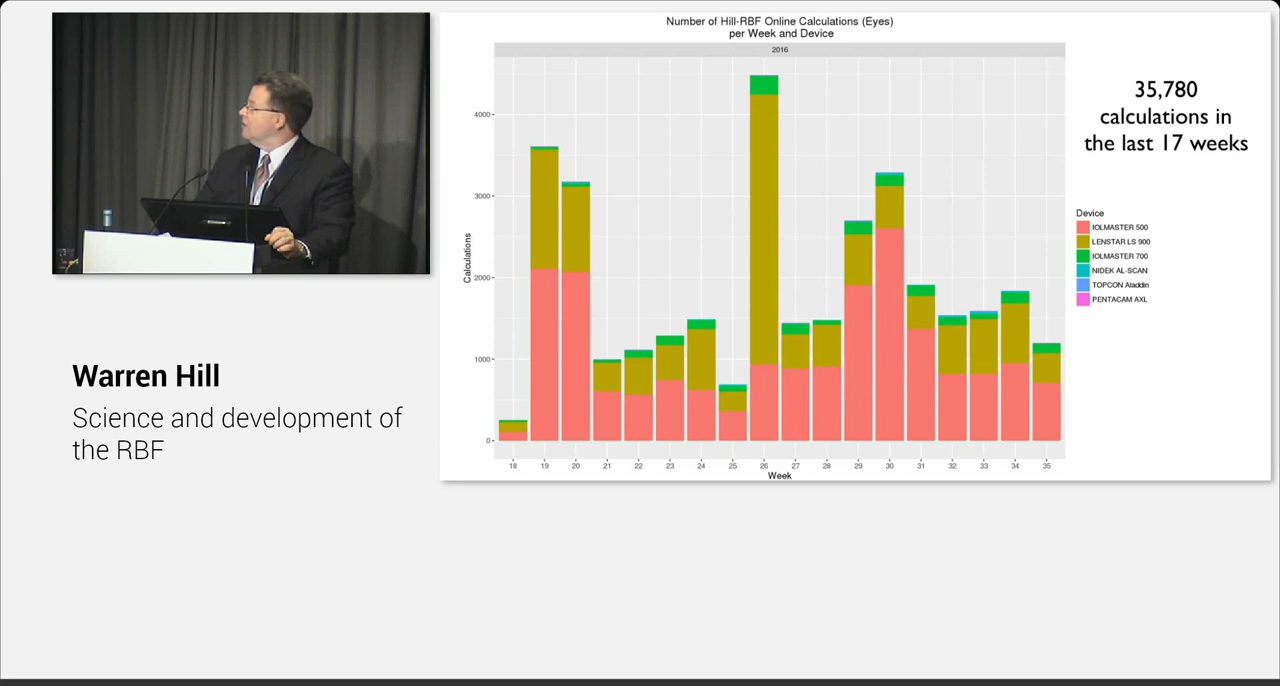 Number of Hill-RBF Online Calculations (Eyes)
per Week and Device
2016
35,780
calculations in
the last 17 weeks
Calculations
4000
3000
2000
1000
0
18 19 20 21 22 23 24 25 26 27 28 29 30 31 32 33 34 35
Week
Device
IOLMASTER 500
LENSTAR LS 900
IOLMASTER 700
NIDEK AL-SCAN
TOPCON Aladdin
PENTACAM AXL
Warren Hill
Science and development of
the RBF